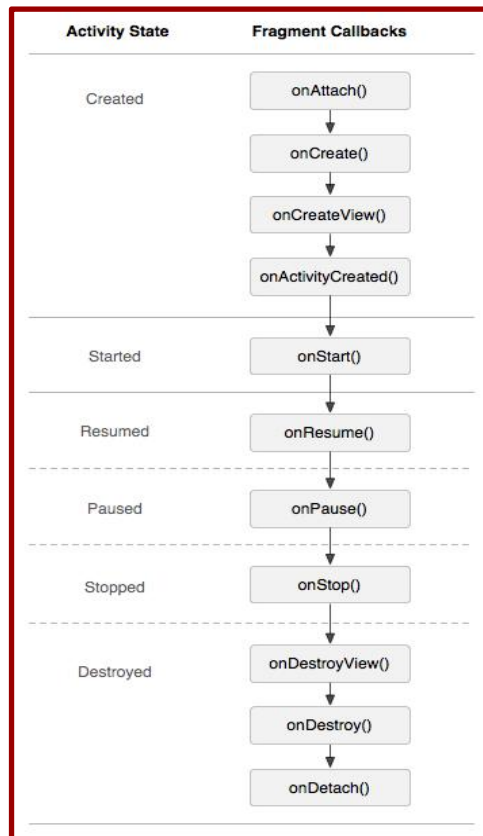 Activity State Fragment Callbacks
Created
onAttach()
onCreate()
onCreateView()
onActivityCreated()
Started onStart()
Resumed onResume()
Paused onPause()
Stopped onStop()
Destroyed
onDestroyView()
onDestroy()
onDetach()